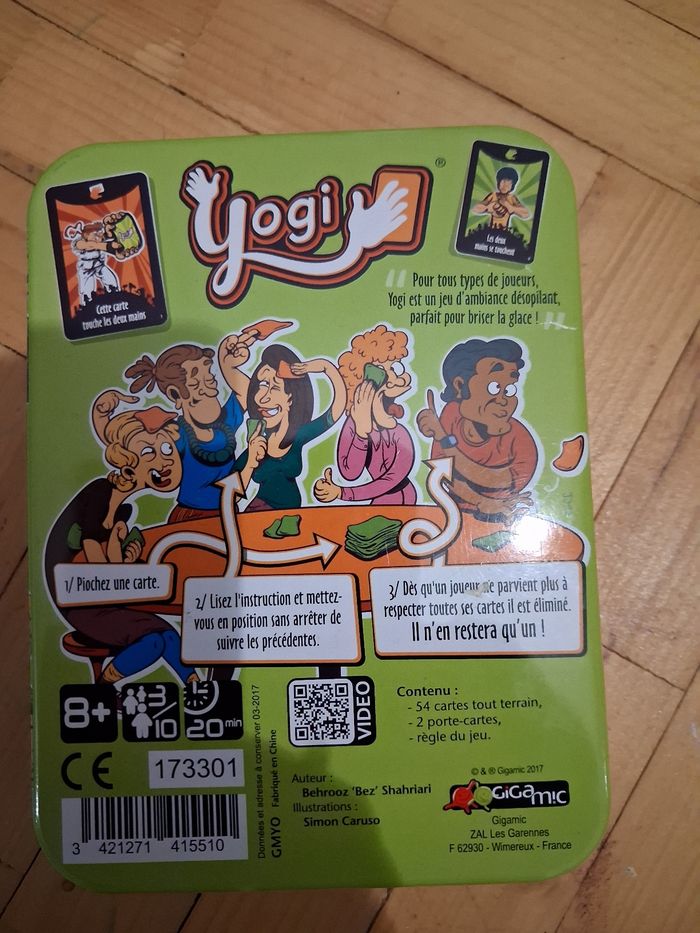 Yogi
®
Cette carte
touche les deux mains
Les deux
mains se touchent
" Pour tous types de joueurs,
Yogi est un jeu d'ambiance désopilant,
parfait pour briser la glace ! "
1/ Piochez une carte.
2/ Lisez l'instruction et mettez-
vous en position sans arrêter de
suivre les précédentes.
3/ Dès qu'un joueur ne parvient plus à
respecter toutes ses cartes il est éliminé.
Il n'en restera qu'un !
8+
3/10
20 min
VIDEO
Contenu :
- 54 cartes tout terrain,
- 2 porte-cartes,
- règle du jeu.
CE
173301
3 421271 415510
Données et adresse à conserver 03-2017
GMYO Fabriqué en Chine
Auteur :
Behrooz 'Bez' Shahriari
Illustrations :
Simon Caruso
© & ® Gigamic 2017
GiGaMiC
Gigamic
ZAL Les Garennes
F 62930 - Wimereux - France